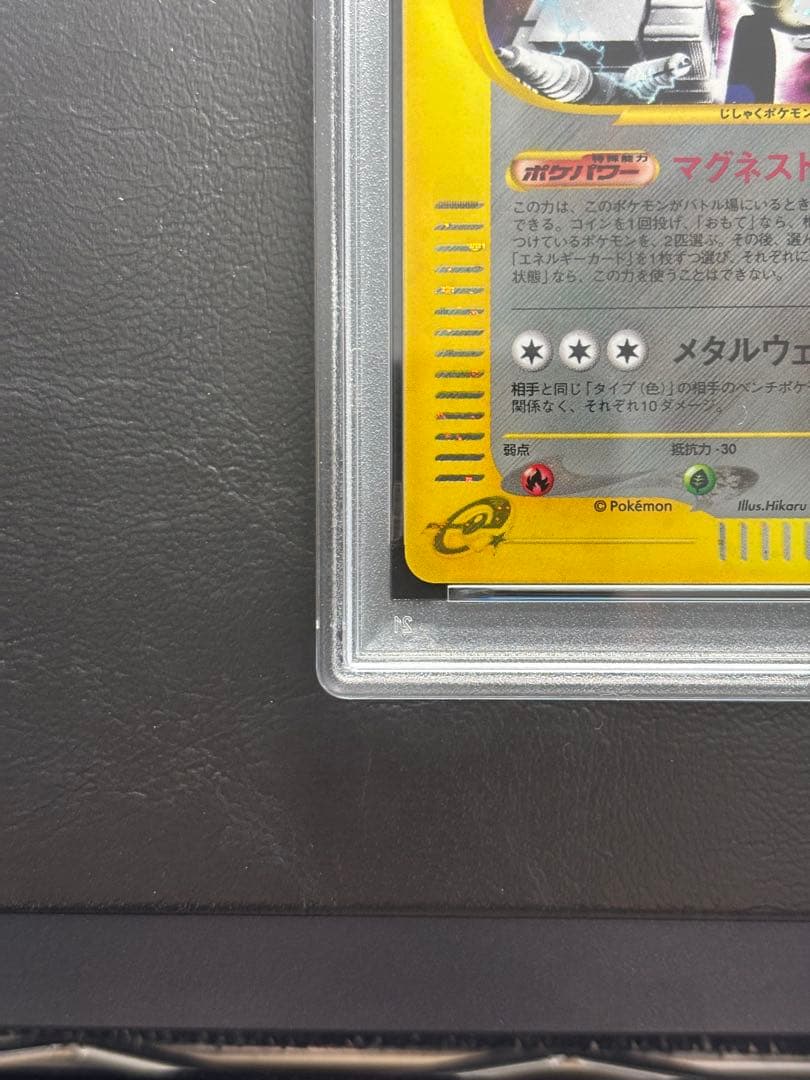 じしゃくポケモン
特殊能力
ポケパワー マグネスト
この力は、このポケモンがバトル場にいるとき
できる。コインを1回投げ、「おもて」なら、
つけているポケモンを、2匹選ぶ。その後、選
「エネルギーカード」を1枚ずつ選び、それぞれに
状態」なら、この力を使うことはできない。
メタルウェ
相手と同じ「タイプ(色)」の相手のベンチポケ
関係なく、それぞれ10ダメージ。
弱点 抵抗力 -30
© Pokémon Illus.Hikaru
e
21